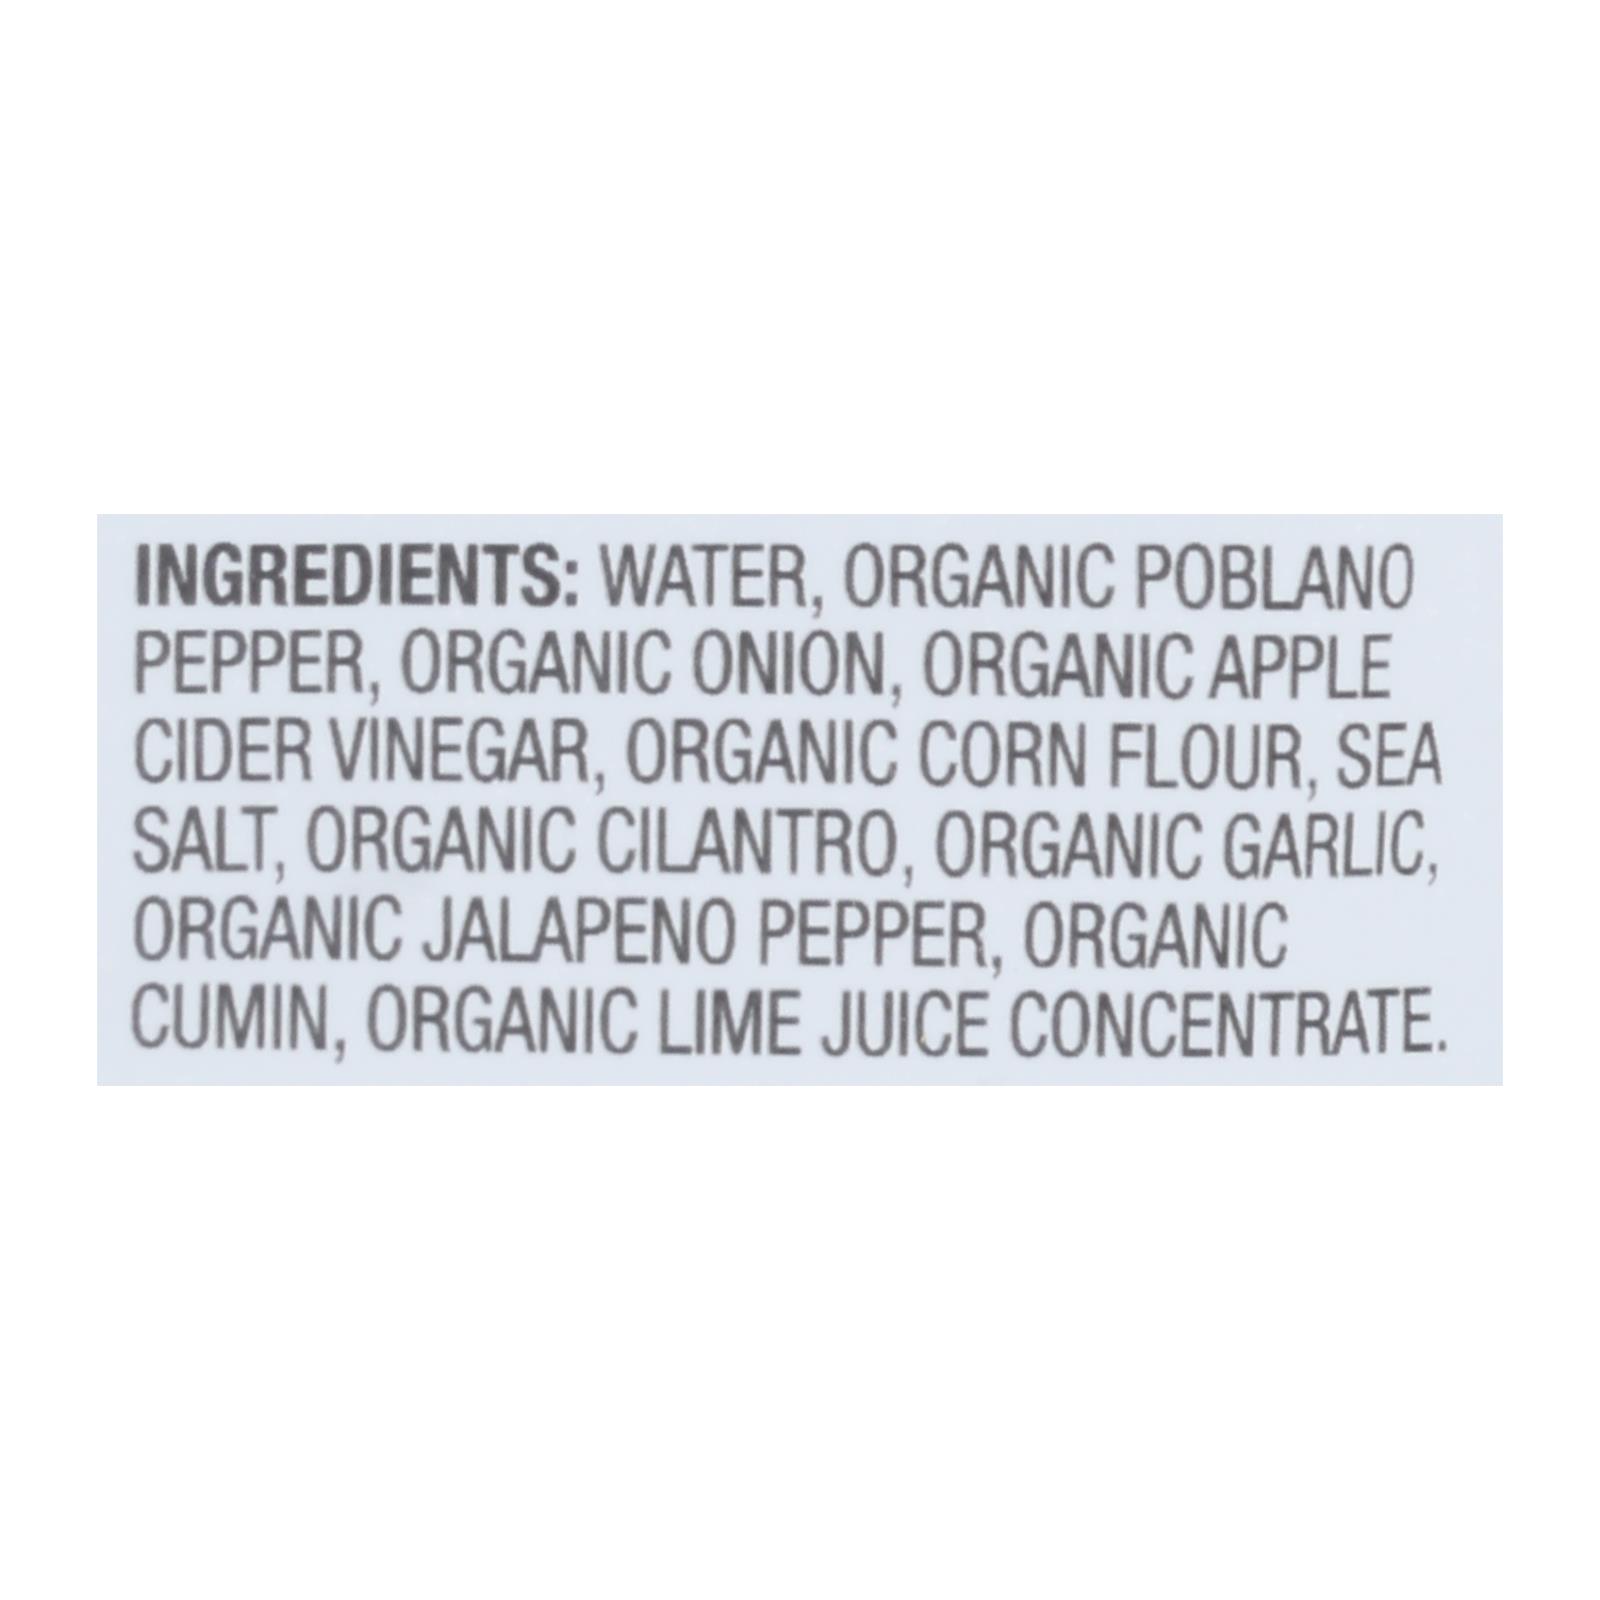 INGREDIENTS: WATER, ORGANIC POBLANO
PEPPER, ORGANIC ONION, ORGANIC APPLE
CIDER VINEGAR, ORGANIC CORN FLOUR, SEA
SALT, ORGANIC CILANTRO, ORGANIC GARLIC,
ORGANIC JALAPENO PEPPER, ORGANIC
CUMIN, ORGANIC LIME JUICE CONCENTRATE.